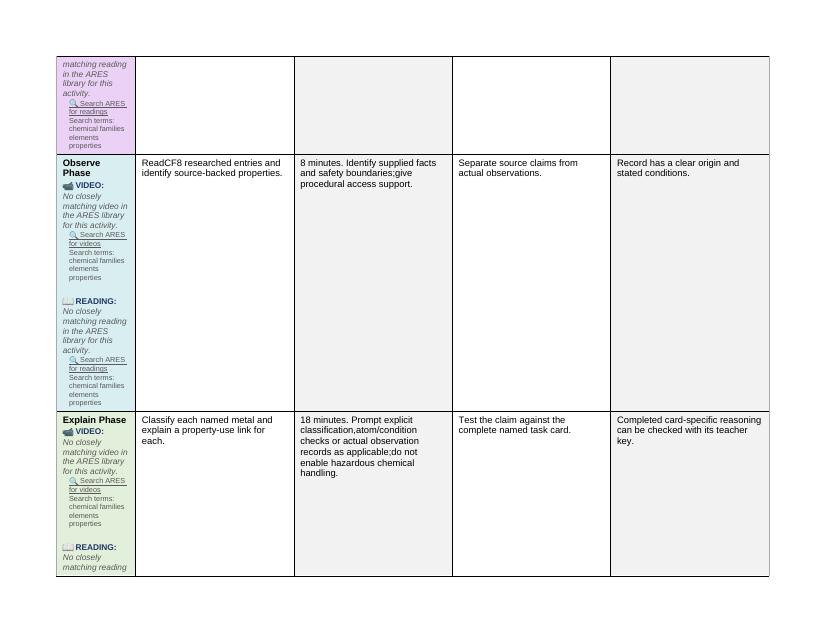 matching reading
in the ARES
library for this
activity.
🔍 Search ARES
for readings
Search terms:
chemical families
elements
properties
Observe
Phase
📹 VIDEO:
No closely
matching video in
the ARES library
for this activity.
🔍 Search ARES
for videos
Search terms:
chemical families
elements
properties
📖 READING:
No closely
matching reading
in the ARES
library for this
activity.
🔍 Search ARES
for readings
Search terms:
chemical families
elements
properties
ReadCF8 researched entries and
identify source-backed properties.
8 minutes. Identify supplied facts
and safety boundaries;give
procedural access support.
Separate source claims from
actual observations.
Record has a clear origin and
stated conditions.
Explain Phase
📹 VIDEO:
No closely
matching video in
the ARES library
for this activity.
🔍 Search ARES
for videos
Search terms:
chemical families
elements
properties
📖 READING:
No closely
matching reading
Classify each named metal and
explain a property-use link for
each.
18 minutes. Prompt explicit
classification,atom/condition
checks or actual observation
records as applicable;do not
enable hazardous chemical
handling.
Test the claim against the
complete named task card.
Completed card-specific reasoning
can be checked with its teacher
key.